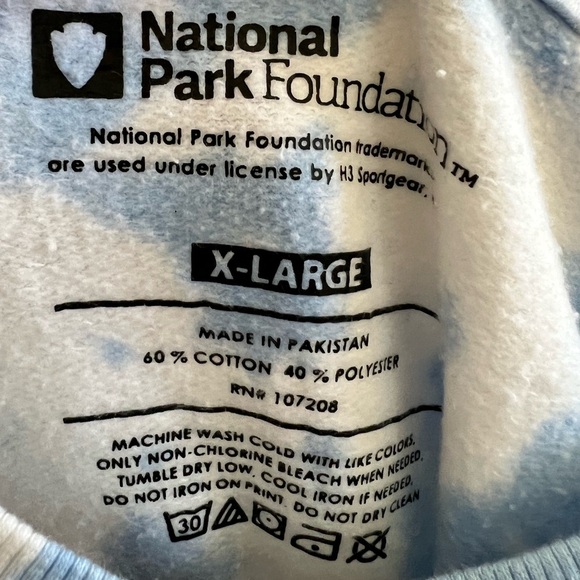 National
Park Foundation™
National Park Foundation trademarks
are used under license by H3 Sportgear,
X-LARGE
MADE IN PAKISTAN
60 % COTTON 40 % POLYESTER
RN# 107208
MACHINE WASH COLD WITH LIKE COLORS.
ONLY NON-CHLORINE BLEACH WHEN NEEDED.
TUMBLE DRY LOW. COOL IRON IF NEEDED.
DO NOT IRON ON PRINT. DO NOT DRY CLEAN
30